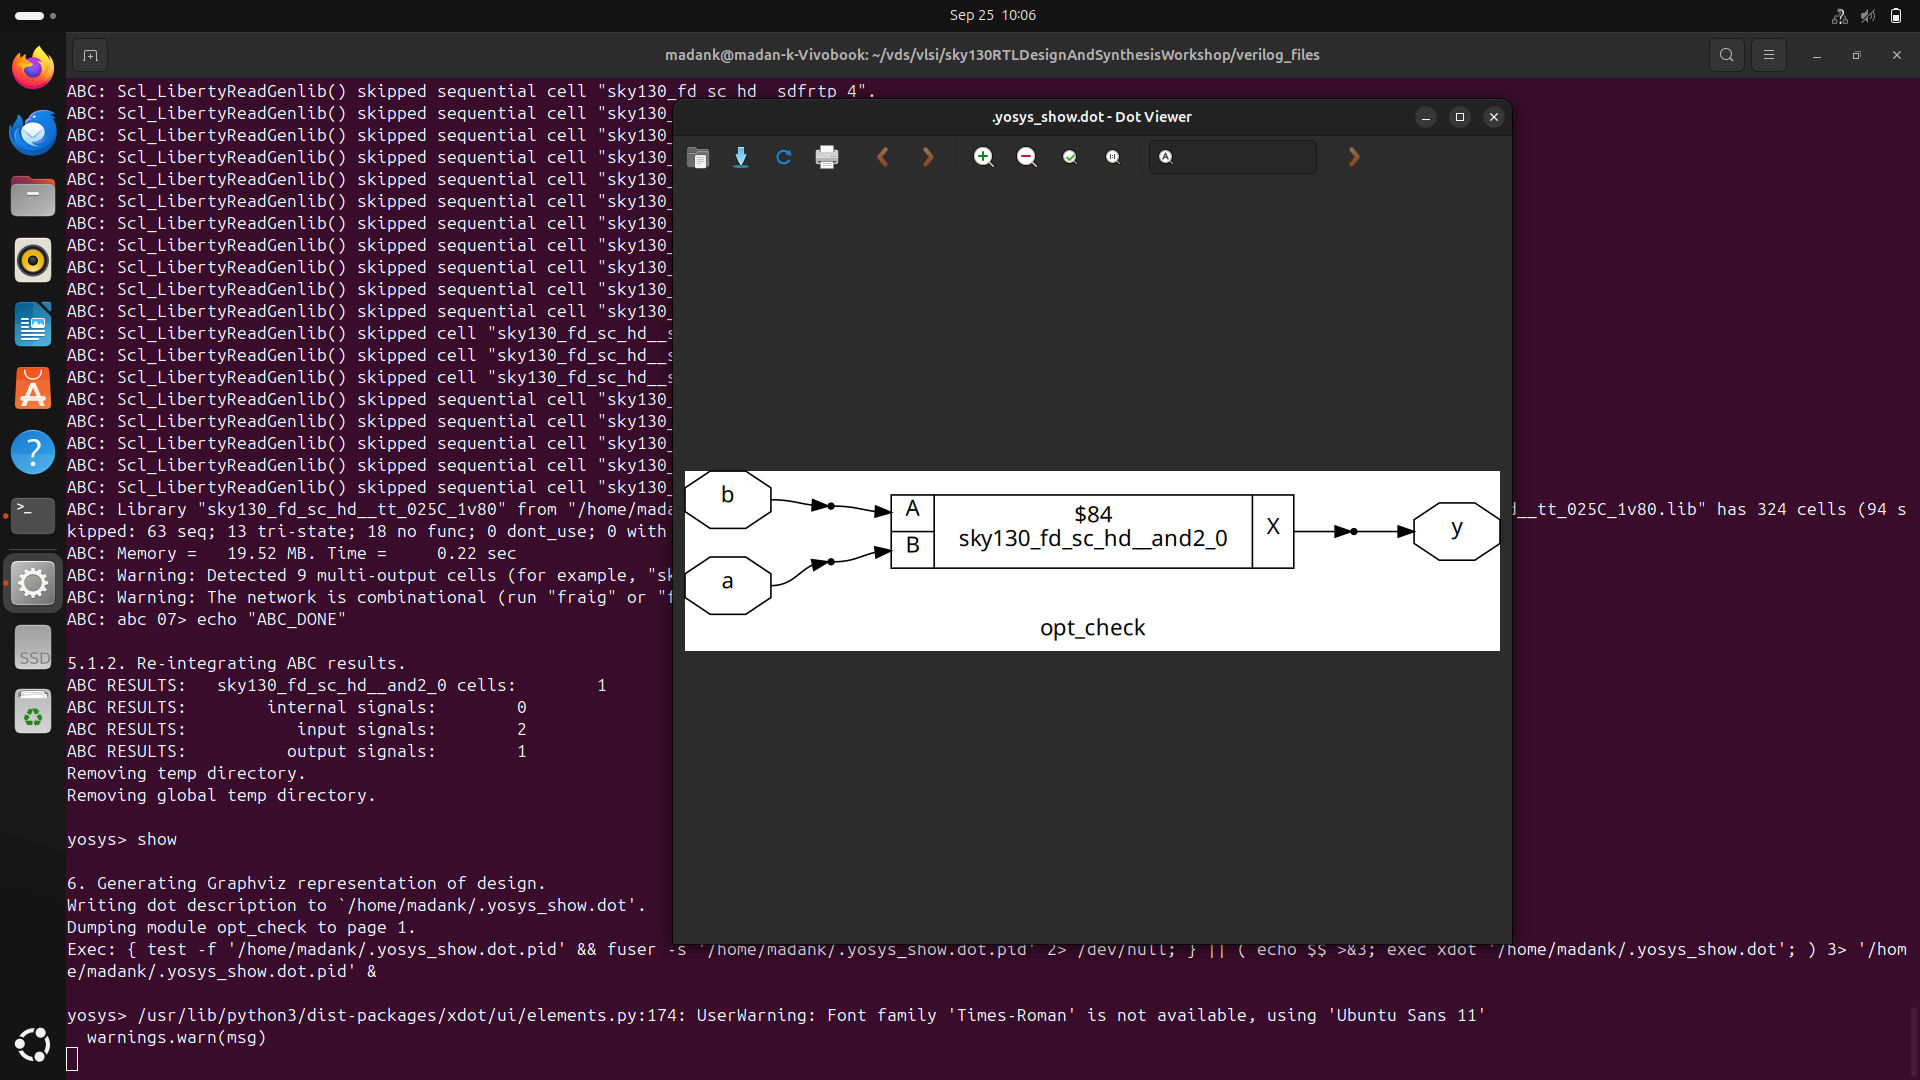 Sep 25 10:06
madank@madan-k-Vivobook: ~/vds/vlsi/sky130RTLDesignAndSynthesisWorkshop/verilog_files
ABC: Scl_LibertyReadGenlib() skipped sequential cell "sky130_fd_sc_hd__sdfrtp_4".
ABC: Scl_LibertyReadGenlib() skipped sequential cell "sky130_
ABC: Scl_LibertyReadGenlib() skipped sequential cell "sky130_
ABC: Scl_LibertyReadGenlib() skipped sequential cell "sky130_
ABC: Scl_LibertyReadGenlib() skipped sequential cell "sky130_
ABC: Scl_LibertyReadGenlib() skipped sequential cell "sky130_
ABC: Scl_LibertyReadGenlib() skipped sequential cell "sky130_
ABC: Scl_LibertyReadGenlib() skipped sequential cell "sky130_
ABC: Scl_LibertyReadGenlib() skipped sequential cell "sky130_
ABC: Scl_LibertyReadGenlib() skipped sequential cell "sky130_
ABC: Scl_LibertyReadGenlib() skipped sequential cell "sky130_
ABC: Scl_LibertyReadGenlib() skipped cell "sky130_fd_sc_hd__s
ABC: Scl_LibertyReadGenlib() skipped cell "sky130_fd_sc_hd__s
ABC: Scl_LibertyReadGenlib() skipped cell "sky130_fd_sc_hd__s
ABC: Scl_LibertyReadGenlib() skipped sequential cell "sky130_
ABC: Scl_LibertyReadGenlib() skipped sequential cell "sky130_
ABC: Scl_LibertyReadGenlib() skipped sequential cell "sky130_
ABC: Scl_LibertyReadGenlib() skipped sequential cell "sky130_
ABC: Scl_LibertyReadGenlib() skipped sequential cell "sky130_
ABC: Library "sky130_fd_sc_hd__tt_025C_1v80" from "/home/mada d__tt_025C_1v80.lib" has 324 cells (94 s
kipped: 63 seq; 13 tri-state; 18 no func; 0 dont_use; 0 with
ABC: Memory =   19.52 MB. Time =     0.22 sec
ABC: Warning: Detected 9 multi-output cells (for example, "sk
ABC: Warning: The network is combinational (run "fraig" or "f
ABC: abc 07> echo "ABC_DONE"
5.1.2. Re-integrating ABC results.
ABC RESULTS:   sky130_fd_sc_hd__and2_0 cells:        1
ABC RESULTS:        internal signals:        0
ABC RESULTS:           input signals:        2
ABC RESULTS:          output signals:        1
Removing temp directory.
Removing global temp directory.
yosys> show
6. Generating Graphviz representation of design.
Writing dot description to `/home/madank/.yosys_show.dot'.
Dumping module opt_check to page 1.
Exec: { test -f '/home/madank/.yosys_show.dot.pid' && fuser -s '/home/madank/.yosys_show.dot.pid' 2> /dev/null; } || ( echo $$ >&3; exec xdot '/home/madank/.yosys_show.dot'; ) 3> '/hom
e/madank/.yosys_show.dot.pid' &
yosys> /usr/lib/python3/dist-packages/xdot/ui/elements.py:174: UserWarning: Font family 'Times-Roman' is not available, using 'Ubuntu Sans 11'
warnings.warn(msg)
.yosys_show.dot - Dot Viewer
b
a
A
B
$84
sky130_fd_sc_hd__and2_0
X
y
opt_check
SSD